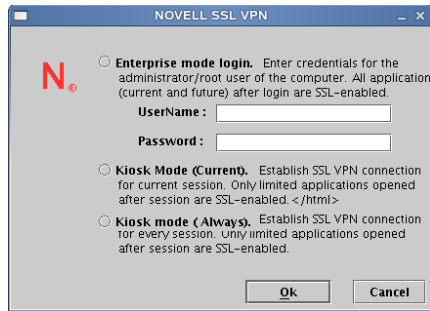 NOVELL SSL VPN
N®
Enterprise mode login. Enter credentials for the
administrator/root user of the computer. All application
(current and future) after login are SSL-enabled.
UserName :
Password :
Kiosk Mode (Current). Establish SSL VPN connection
for current session. Only limited applications opened
after session are SSL-enabled.</html>
Kiosk mode ( Always). Establish SSL VPN connection
for every session. Only limited applications opened
after session are SSL-enabled.
Ok Cancel